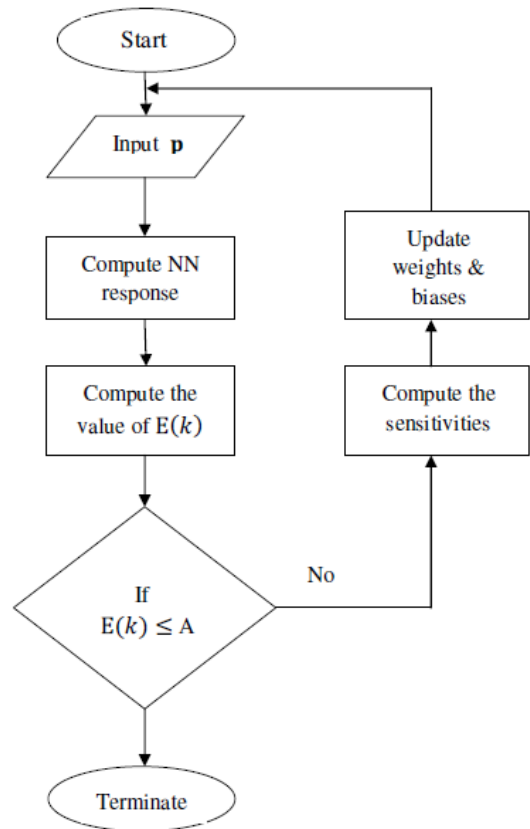 Start
Input p
Compute NN
response
Compute the
value of E(k)
If
E(k) ≤ A
No
Terminate
Compute the
sensitivities
Update
weights &
biases